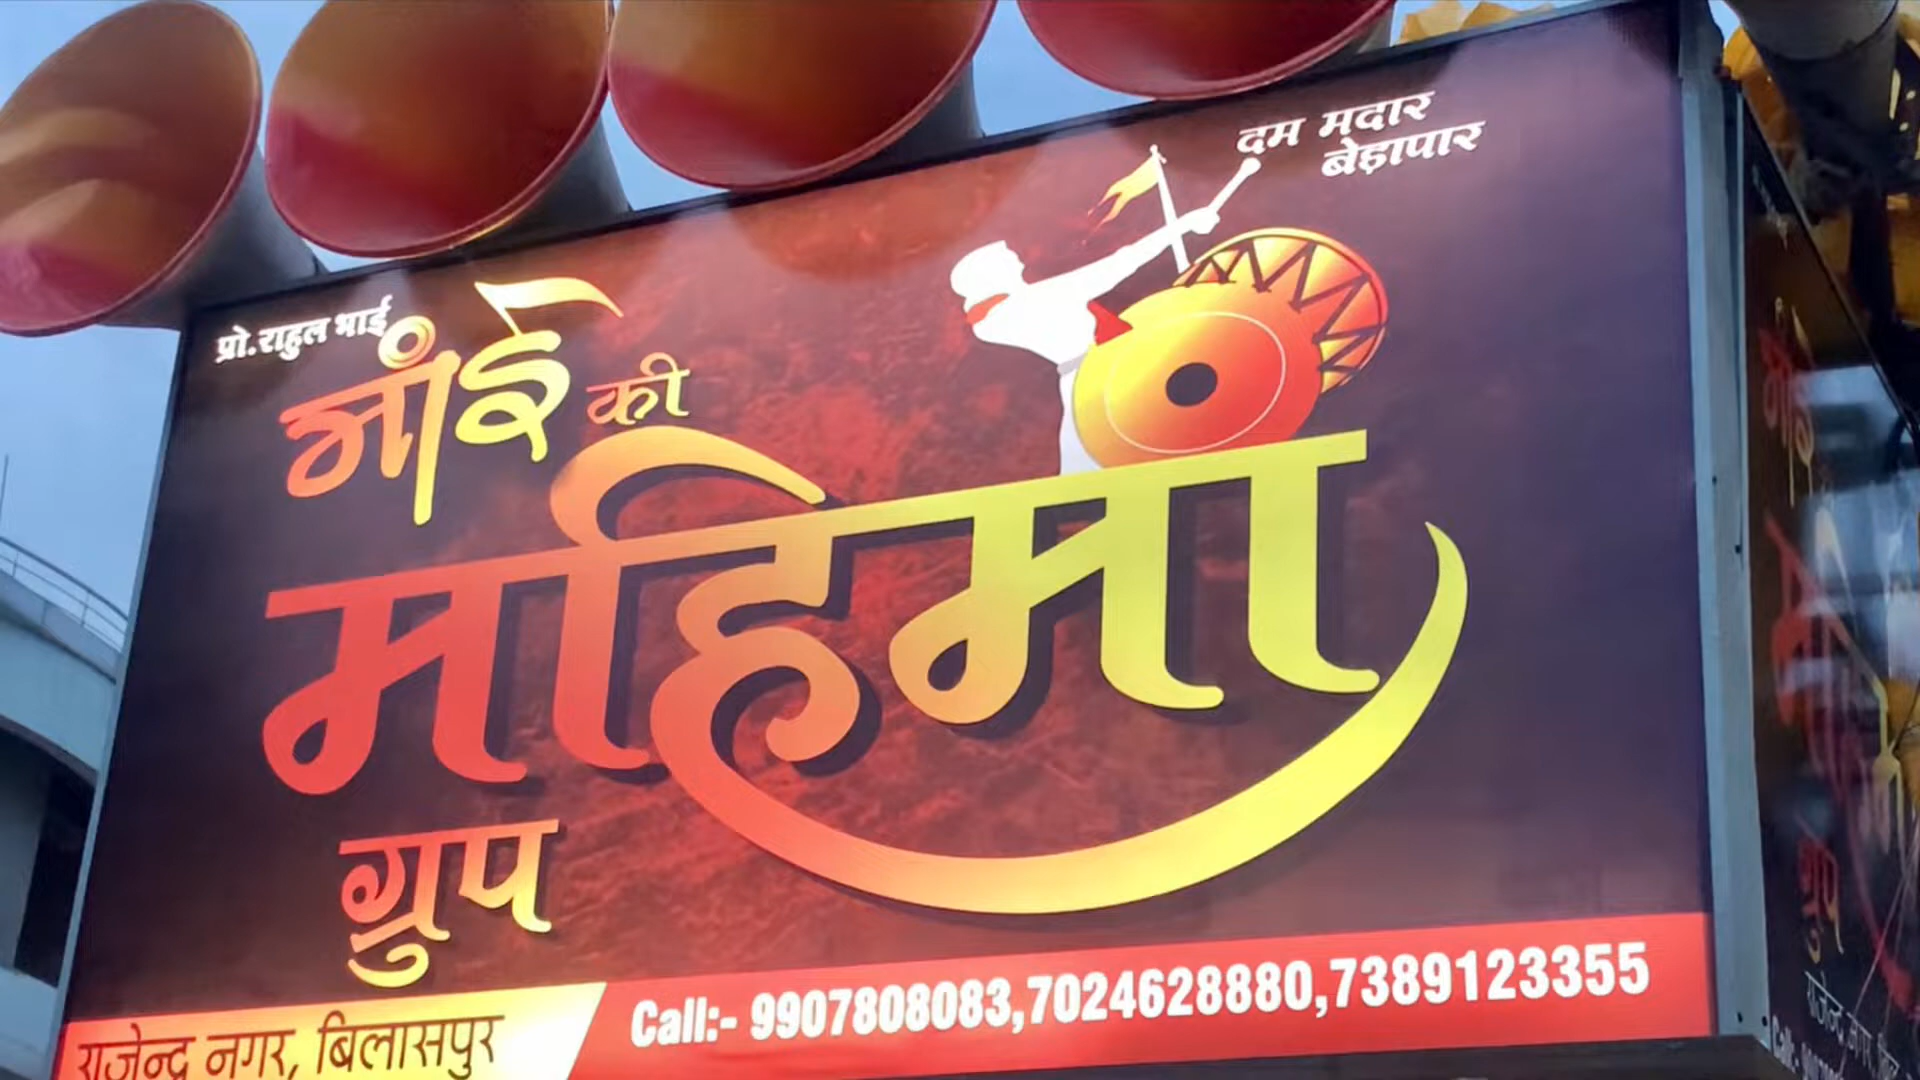 दम मदार
बेड़ापार
प्रो.राहुल भाई
की
महिमा
ग्रुप
राजेन्द्र नगर, बिलासपुर
Call:- 9907808083,7024628880,7389123355